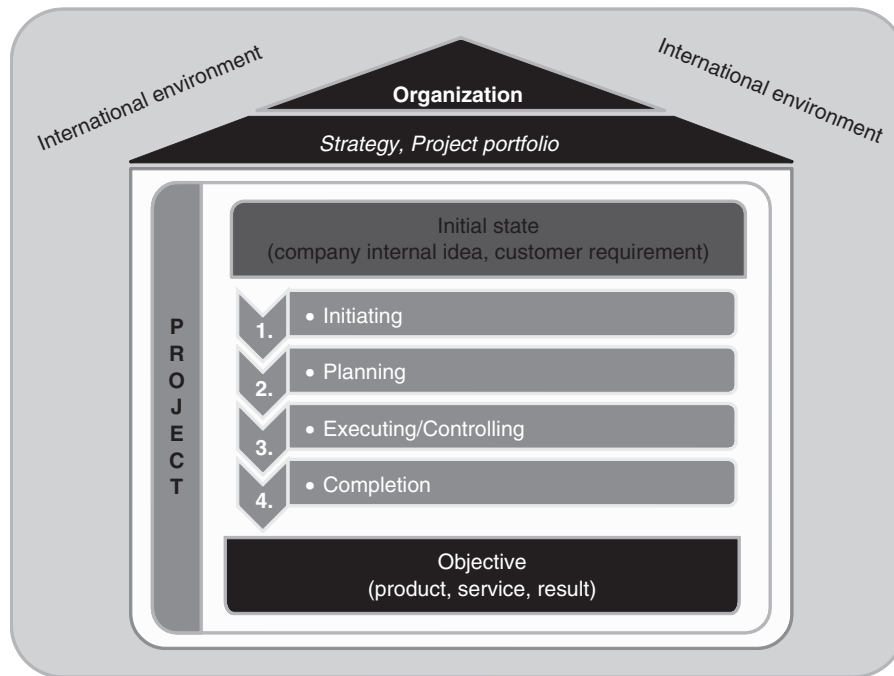 International environment
International environment
Organization
Strategy, Project portfolio
PROJECT
Initial state
(company internal idea, customer requirement)
1. • Initiating
2. • Planning
3. • Executing/Controlling
4. • Completion
Objective
(product, service, result)